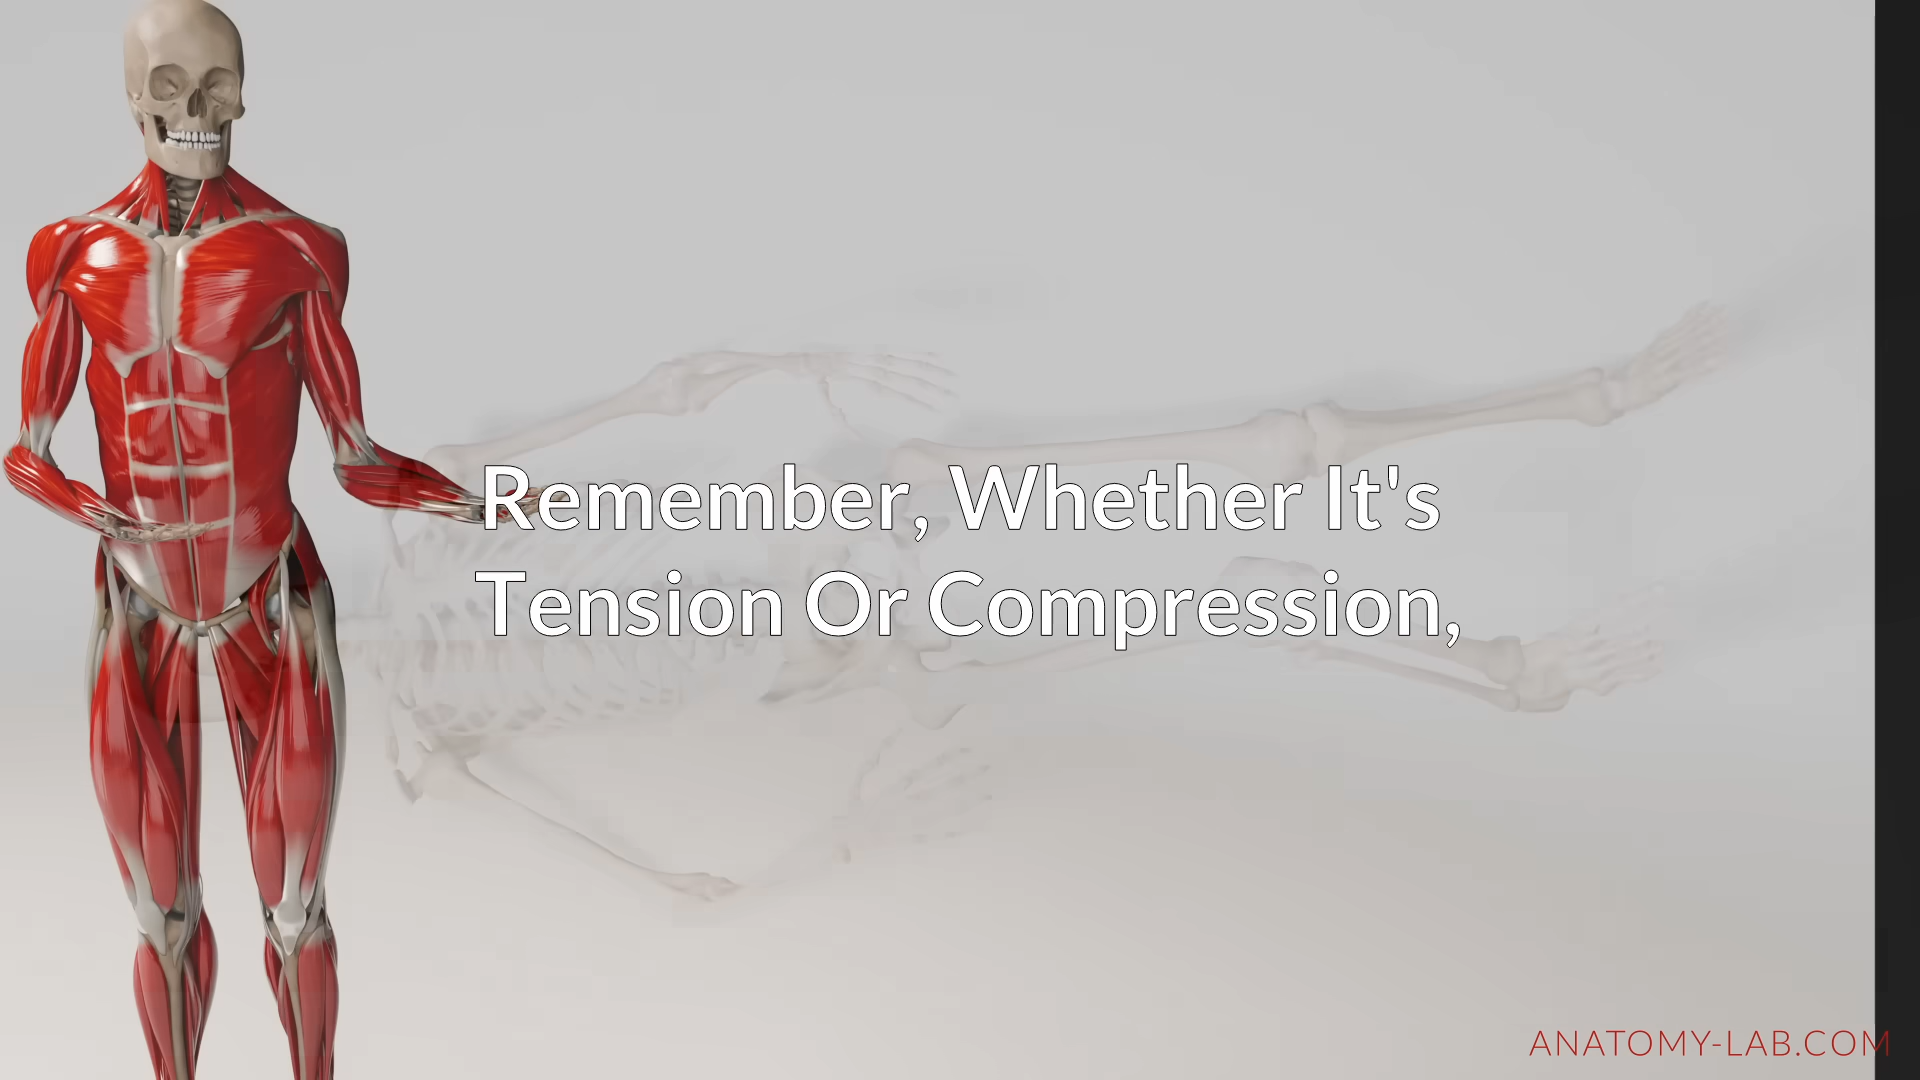 Remember, Whether It's
Tension Or Compression,
ANATOMY-LAB.COM